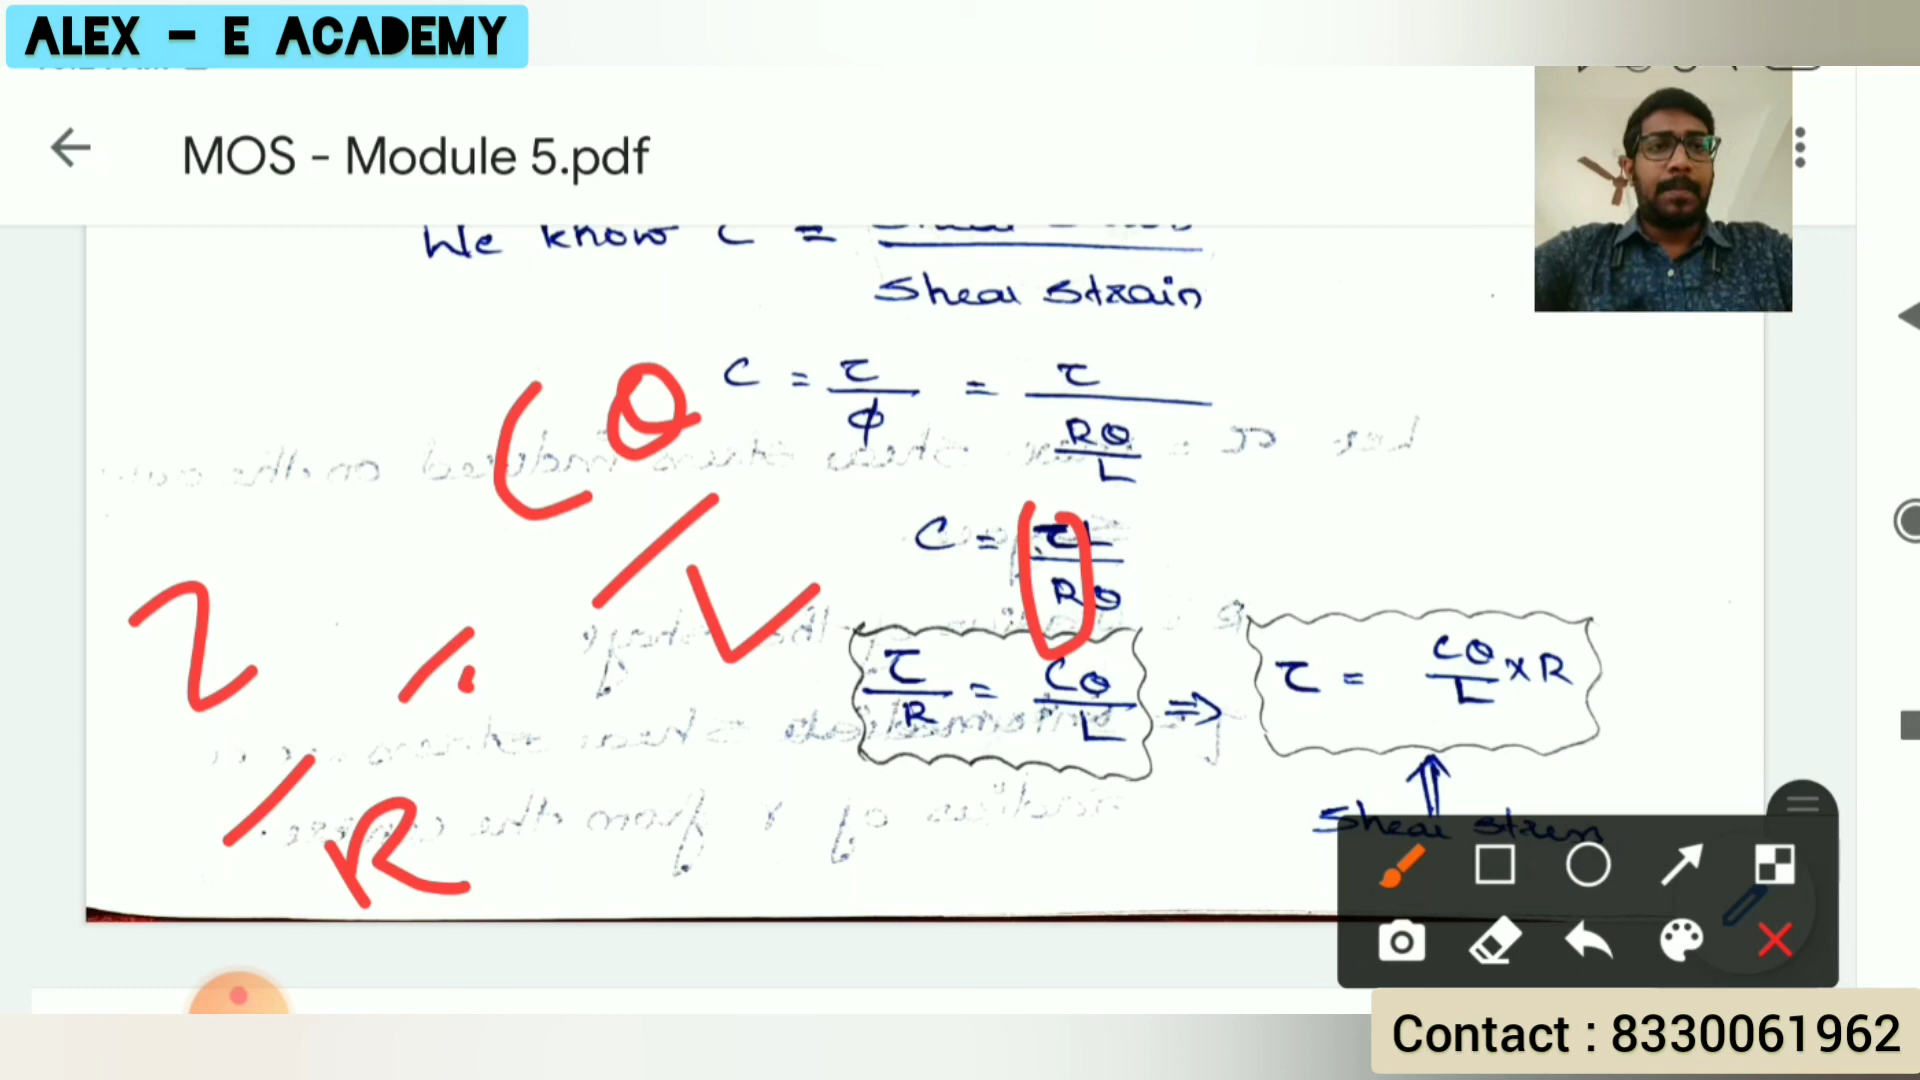 ALEX - E ACADEMY
MOS - Module 5.pdf
We know C =
Shear strain
C = τ/ϕ = τ/(Rθ/L)
C = τL/Rθ
τ/R = Cθ/L ⇒ τ = Cθ/L × R
Shear stress
Cθ
/ L
τ /
/ R
Contact : 8330061962